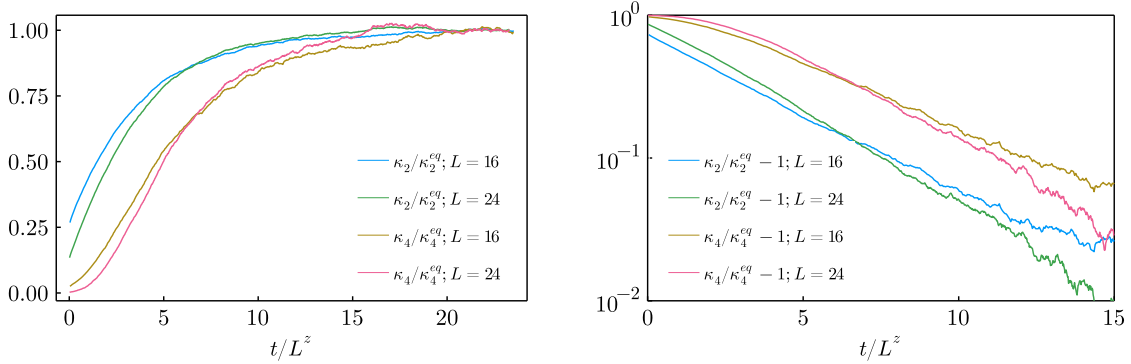 1.00
0.75
0.50
0.25
0.00
κ₂/κ₂^eq; L = 16
κ₂/κ₂^eq; L = 24
κ₄/κ₄^eq; L = 16
κ₄/κ₄^eq; L = 24
0 5 10 15 20
t/L^z
10⁰
10⁻¹
10⁻²
κ₂/κ₂^eq − 1; L = 16
κ₂/κ₂^eq − 1; L = 24
κ₄/κ₄^eq − 1; L = 16
κ₄/κ₄^eq − 1; L = 24
0 5 10 15
t/L^z